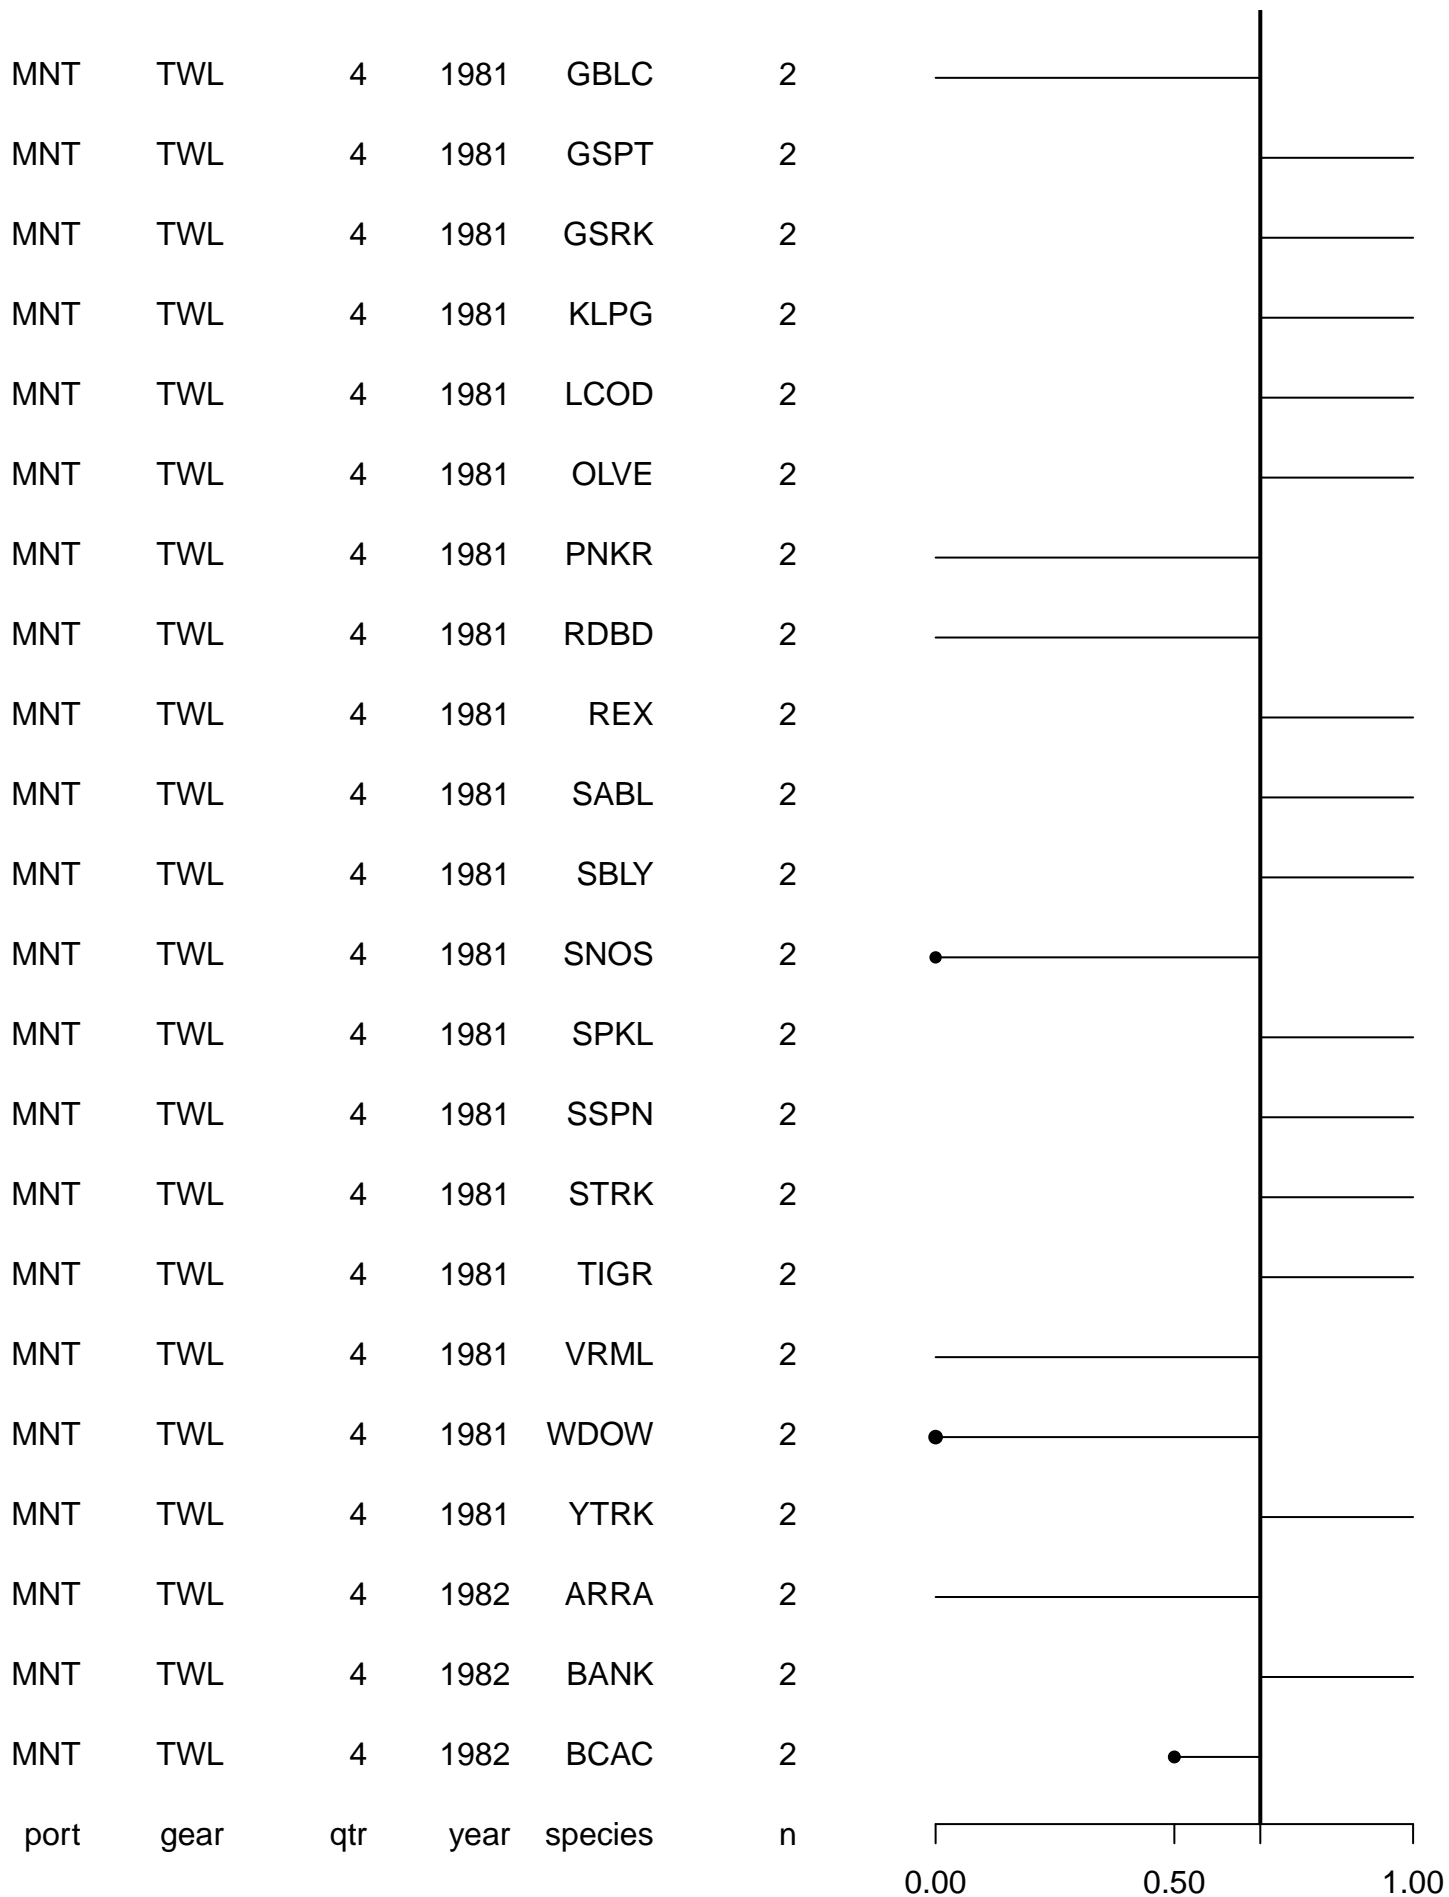 MNT TWL 4 1981 GBLC 2
MNT TWL 4 1981 GSPT 2
MNT TWL 4 1981 GSRK 2
MNT TWL 4 1981 KLPG 2
MNT TWL 4 1981 LCOD 2
MNT TWL 4 1981 OLVE 2
MNT TWL 4 1981 PNKR 2
MNT TWL 4 1981 RDBD 2
MNT TWL 4 1981 REX 2
MNT TWL 4 1981 SABL 2
MNT TWL 4 1981 SBLY 2
MNT TWL 4 1981 SNOS 2
MNT TWL 4 1981 SPKL 2
MNT TWL 4 1981 SSPN 2
MNT TWL 4 1981 STRK 2
MNT TWL 4 1981 TIGR 2
MNT TWL 4 1981 VRML 2
MNT TWL 4 1981 WDOW 2
MNT TWL 4 1981 YTRK 2
MNT TWL 4 1982 ARRA 2
MNT TWL 4 1982 BANK 2
MNT TWL 4 1982 BCAC 2
port gear qtr year species n
0.00 0.50 1.00